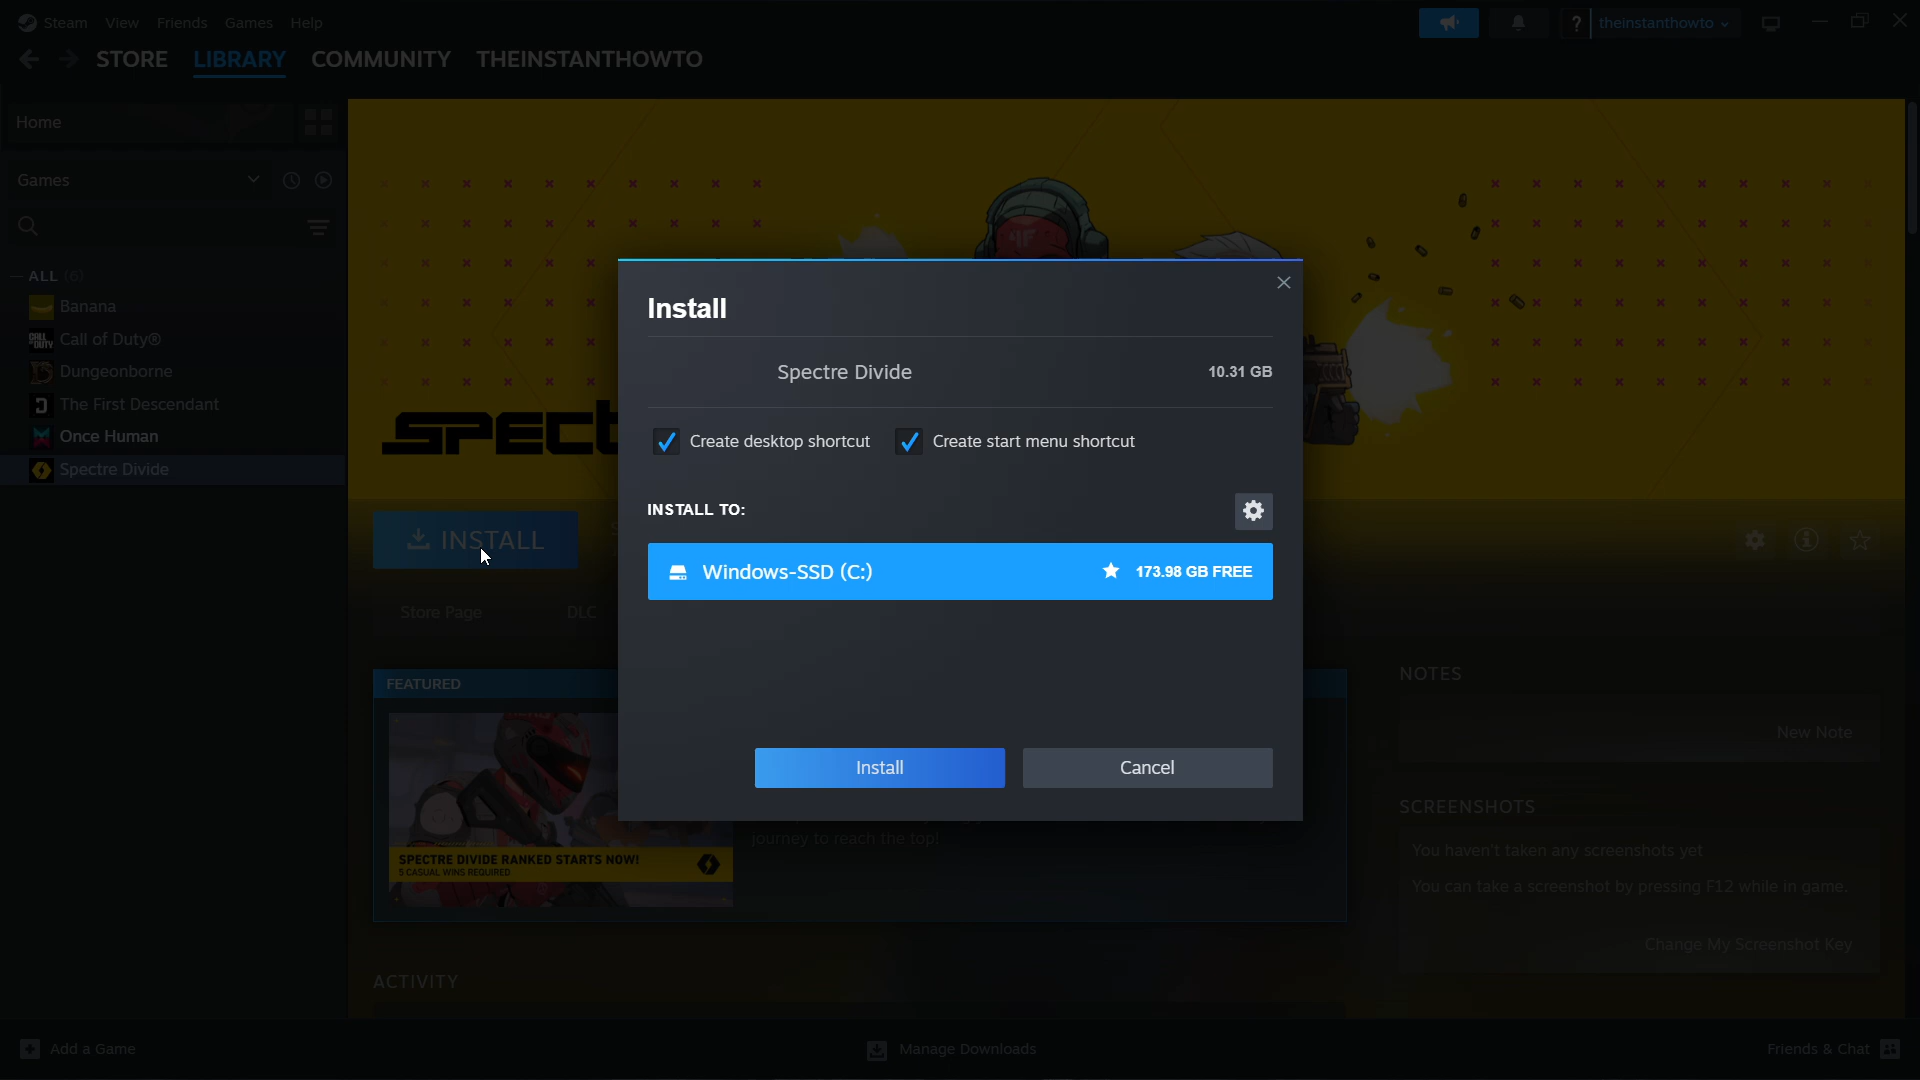 Steam View Friends Games Help
? theinstanthowto
STORE LIBRARY COMMUNITY THEINSTANTHOWTO
Home
Games
ALL (6)
Banana
Call of Duty®
Dungeonborne
The First Descendant
Once Human
Spectre Divide
Install
Spectre Divide 10.31 GB
Create desktop shortcut Create start menu shortcut
INSTALL TO:
Windows-SSD (C:) 173.98 GB FREE
Install Cancel
INSTALL
Store Page DLC
FEATURED
SPECTRE DIVIDE RANKED STARTS NOW!
5 CASUAL WINS REQUIRED
journey to reach the top!
NOTES
New Note
SCREENSHOTS
You haven't taken any screenshots yet
You can take a screenshot by pressing F12 while in game.
Change My Screenshot Key
ACTIVITY
Add a Game Manage Downloads Friends & Chat